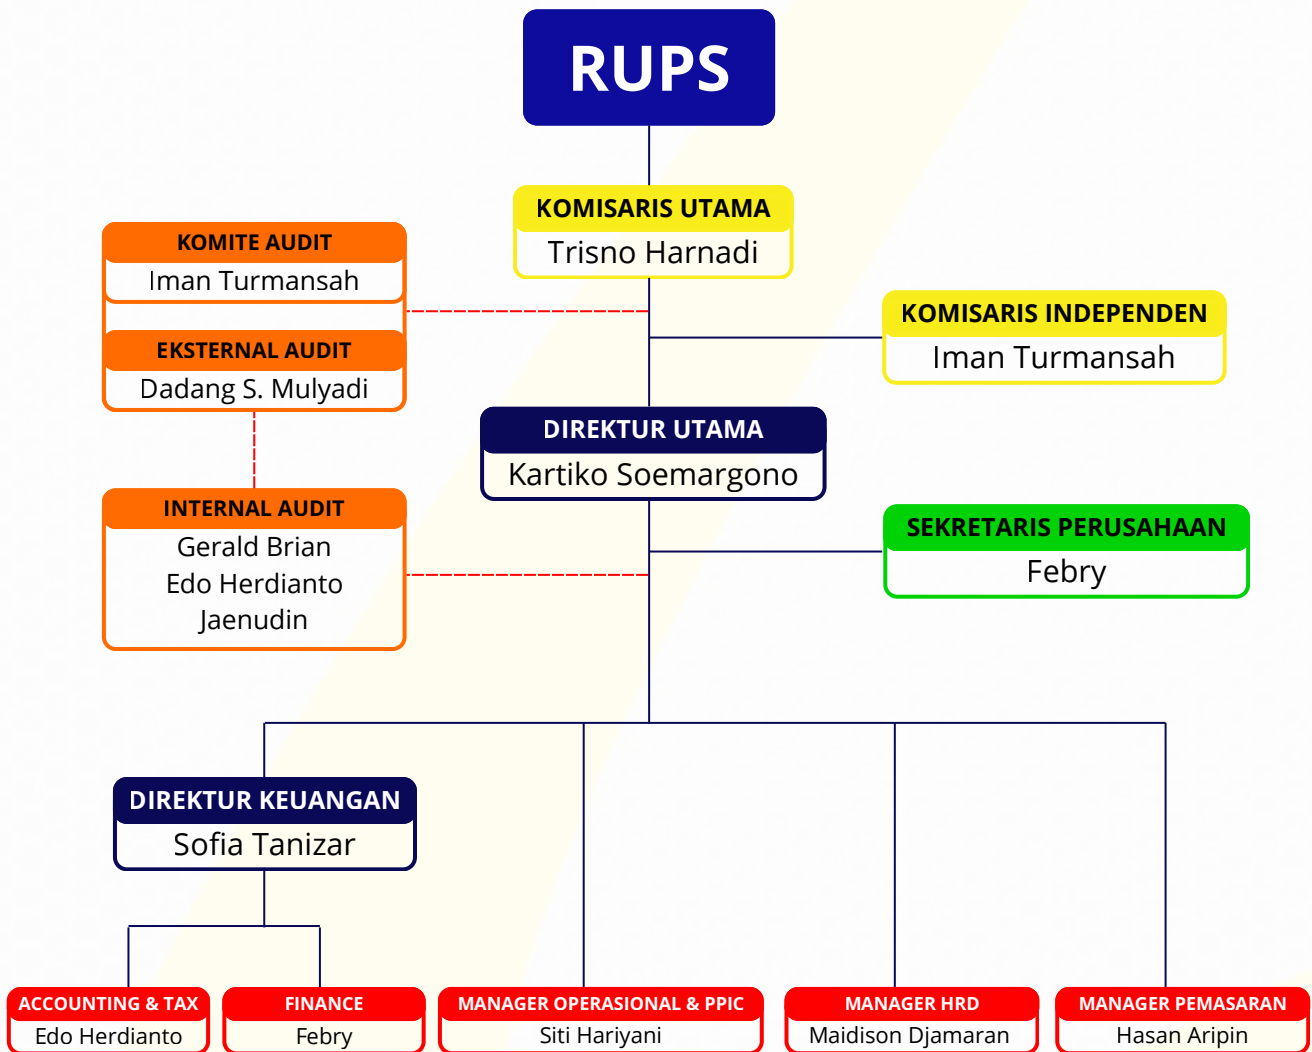 RUPS
KOMISARIS UTAMA
Trisno Harnadi
KOMITE AUDIT
Iman Turmansah
EKSTERNAL AUDIT
Dadang S. Mulyadi
KOMISARIS INDEPENDEN
Iman Turmansah
DIREKTUR UTAMA
Kartiko Soemargono
INTERNAL AUDIT
Gerald Brian
Edo Herdianto
Jaenudin
SEKRETARIS PERUSAHAAN
Febry
DIREKTUR KEUANGAN
Sofia Tanizar
ACCOUNTING & TAX
Edo Herdianto
FINANCE
Febry
MANAGER OPERASIONAL & PPIC
Siti Hariyani
MANAGER HRD
Maidison Djamaran
MANAGER PEMASARAN
Hasan Aripin